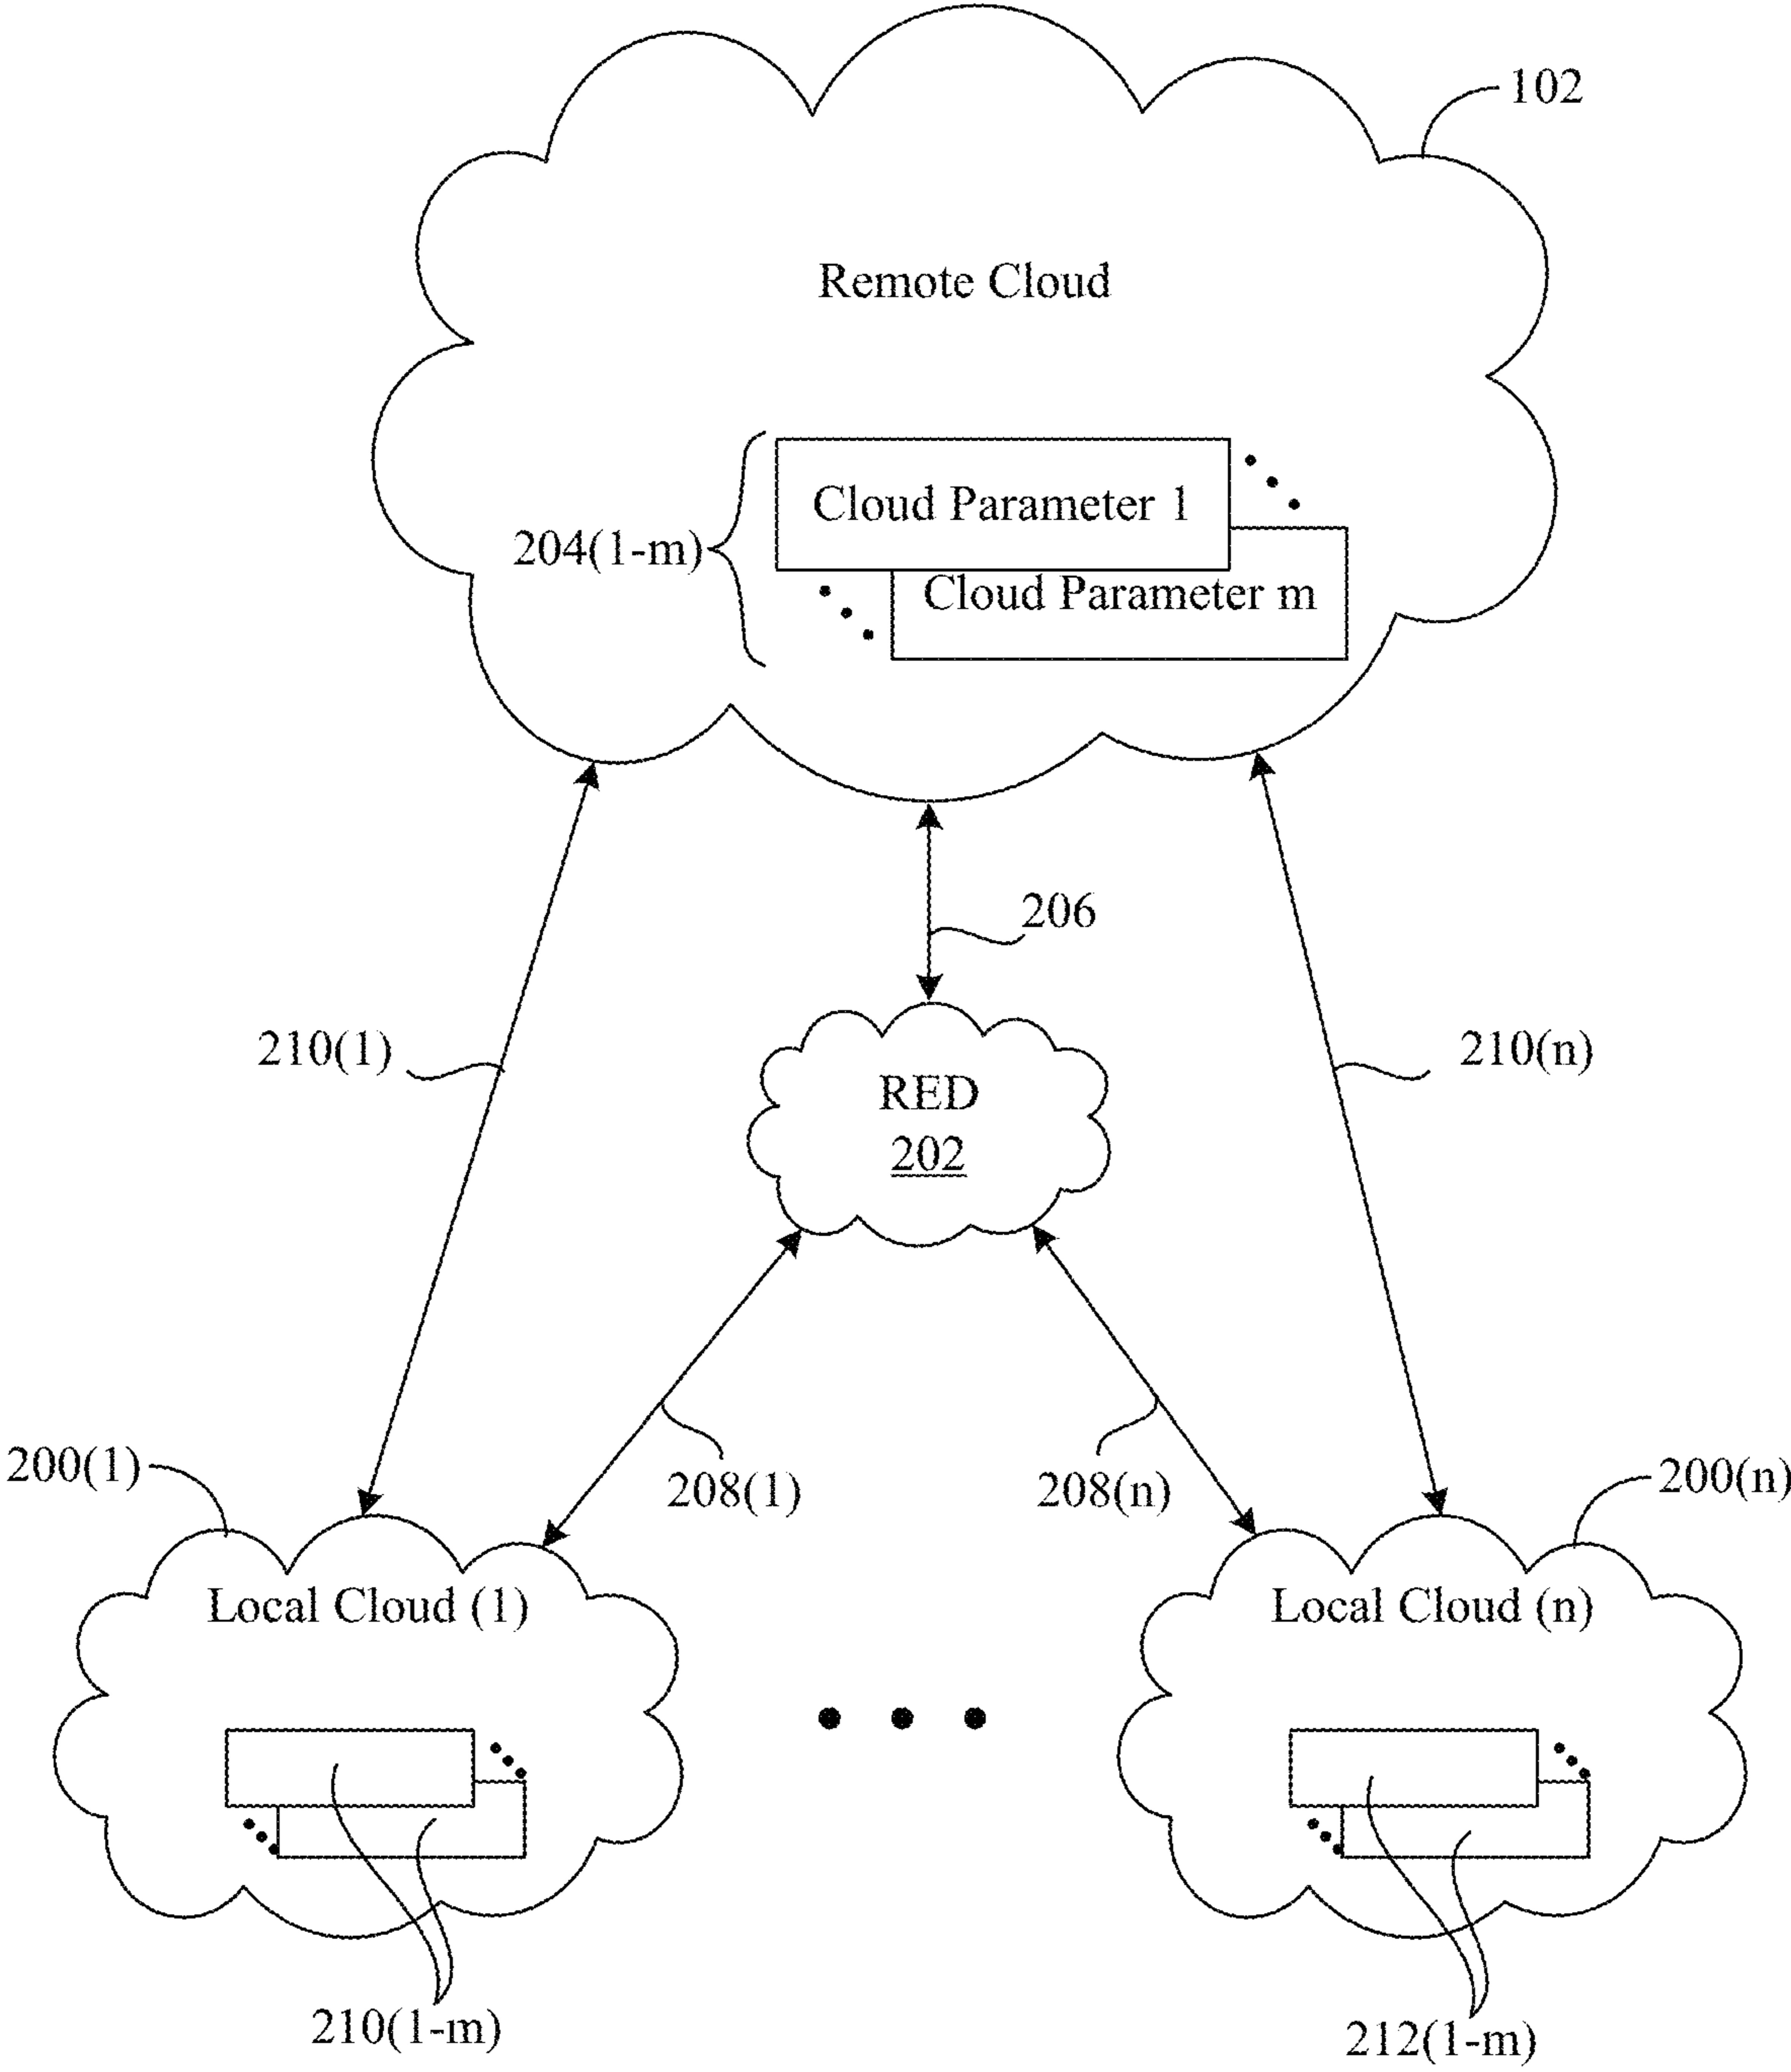 102
Remote Cloud
Cloud Parameter 1
204(1-m)
Cloud Parameter m
206
210(1)
210(n)
RED
202
200(1)
208(1)
208(n)
200(n)
Local Cloud (1)
Local Cloud (n)
210(1-m)
212(1-m)